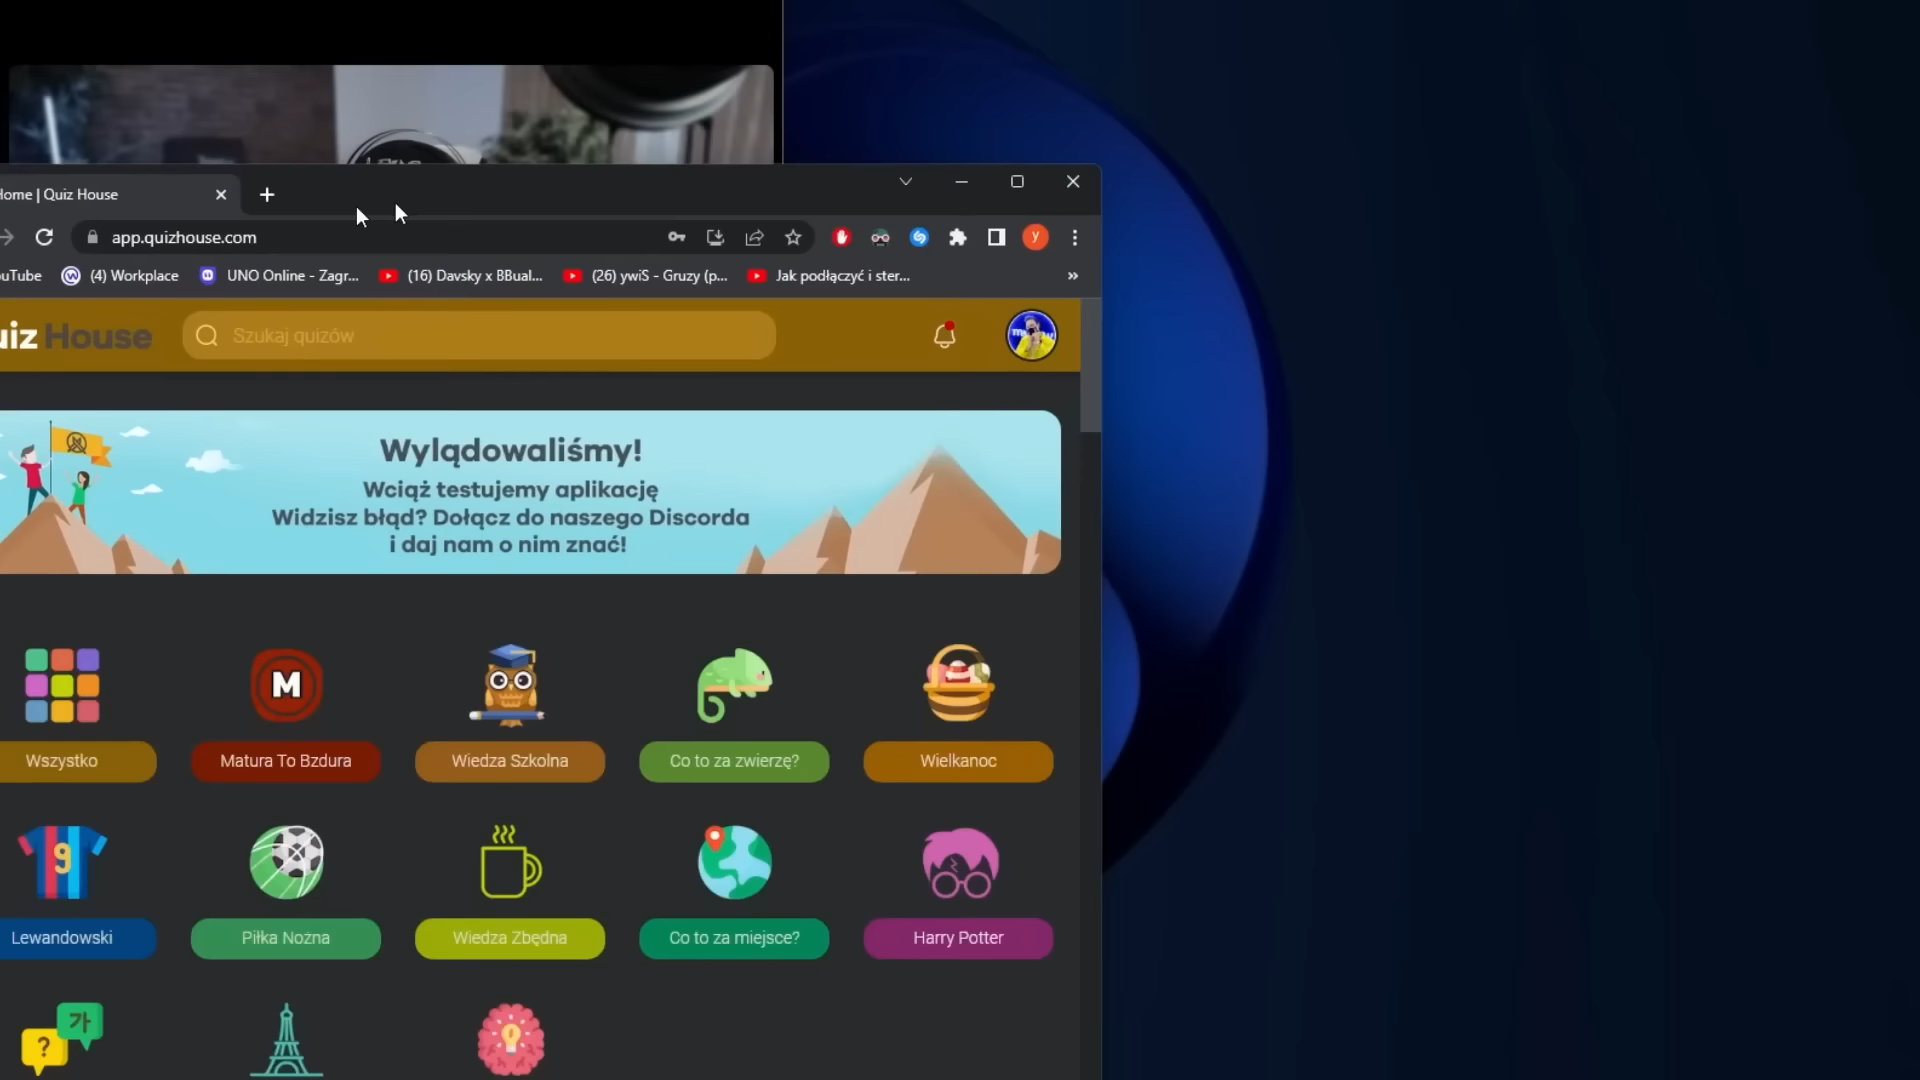 Home | Quiz House
app.quizhouse.com
y
uTube
(4) Workplace
UNO Online - Zagr...
(16) Davsky x BBual...
(26) ywiS - Gruzy (p...
Jak podłączyć i ster...
»
uiz House
Szukaj quizów
Wylądowaliśmy!
Wciąż testujemy aplikację
Widzisz błąd? Dołącz do naszego Discorda
i daj nam o nim znać!
M
Wszystko
Matura To Bzdura
Wiedza Szkolna
Co to za zwierzę?
Wielkanoc
9
Lewandowski
Piłka Nożna
Wiedza Zbędna
Co to za miejsce?
Harry Potter
가
?